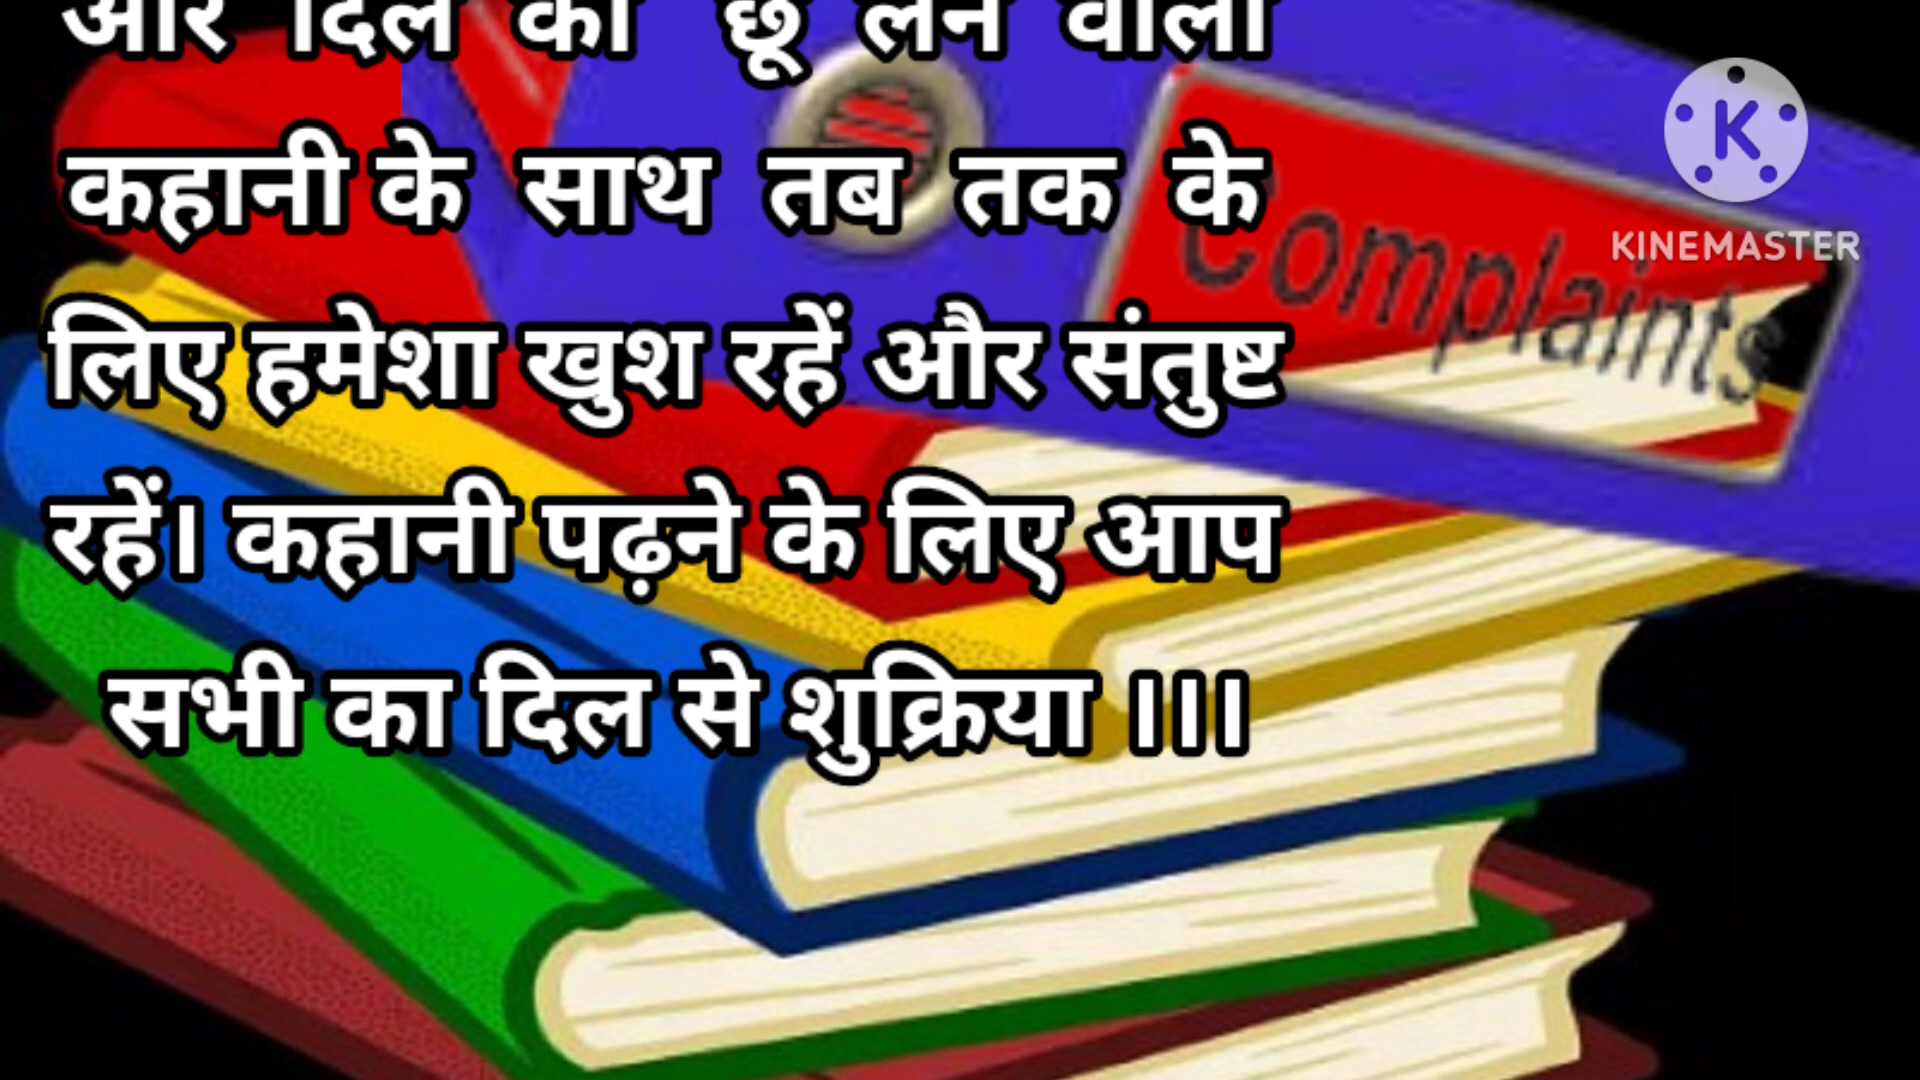 और दिल को छू लेने वाली
कहानी के साथ तब तक के
लिए हमेशा खुश रहें और संतुष्ट
रहें। कहानी पढ़ने के लिए आप
सभी का दिल से शुक्रिया ।।।
Complaints
K
KINEMASTER